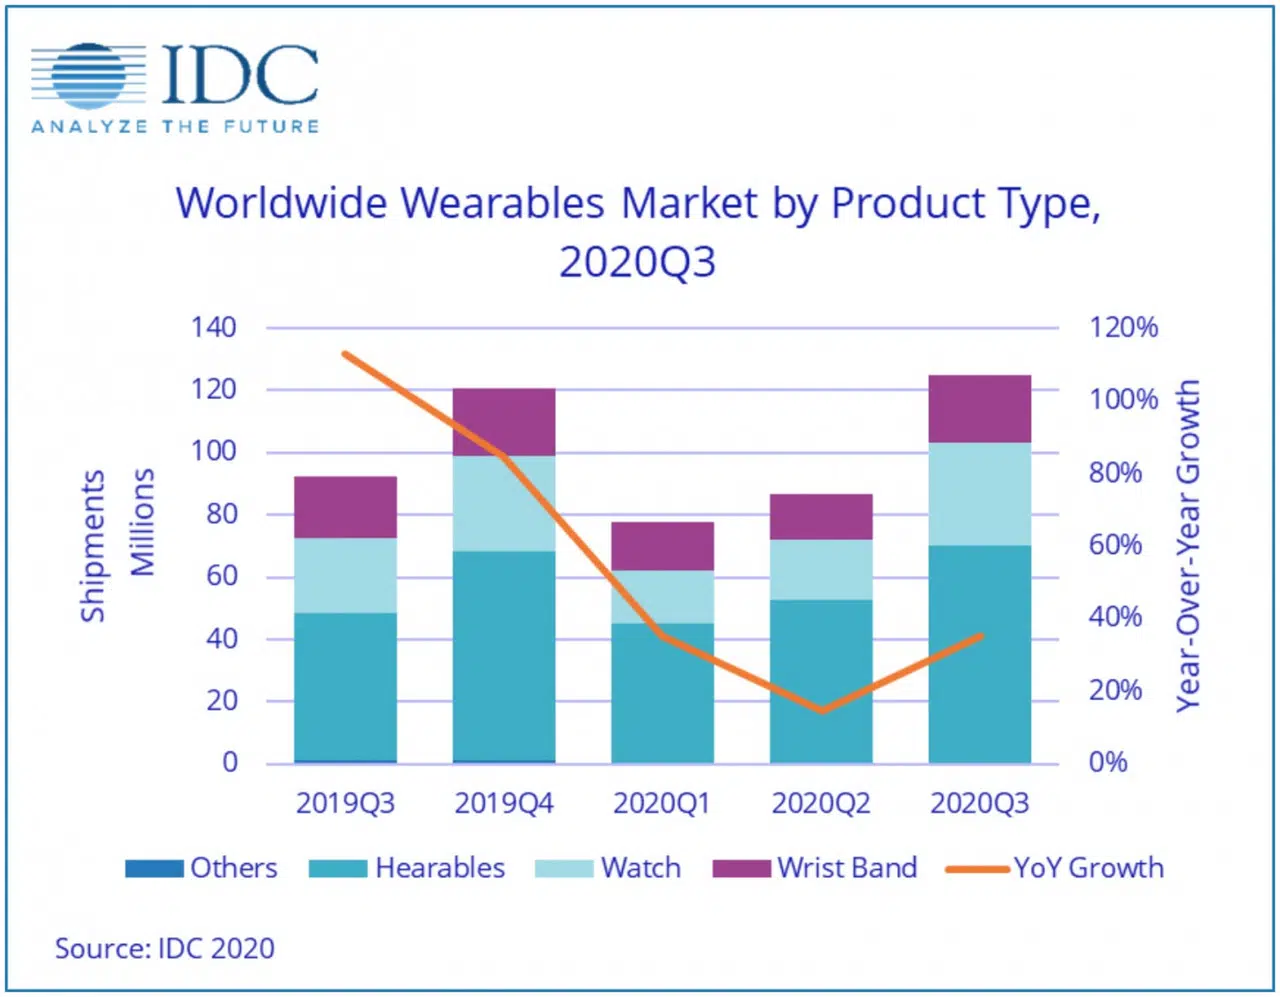 IDC
ANALYZE THE FUTURE
Worldwide Wearables Market by Product Type,
2020Q3
140
120
100
80
60
40
20
0
Shipments
Millions
120%
100%
80%
60%
40%
20%
0%
Year-Over-Year Growth
2019Q3 2019Q4 2020Q1 2020Q2 2020Q3
Others Hearables Watch Wrist Band YoY Growth
Source: IDC 2020